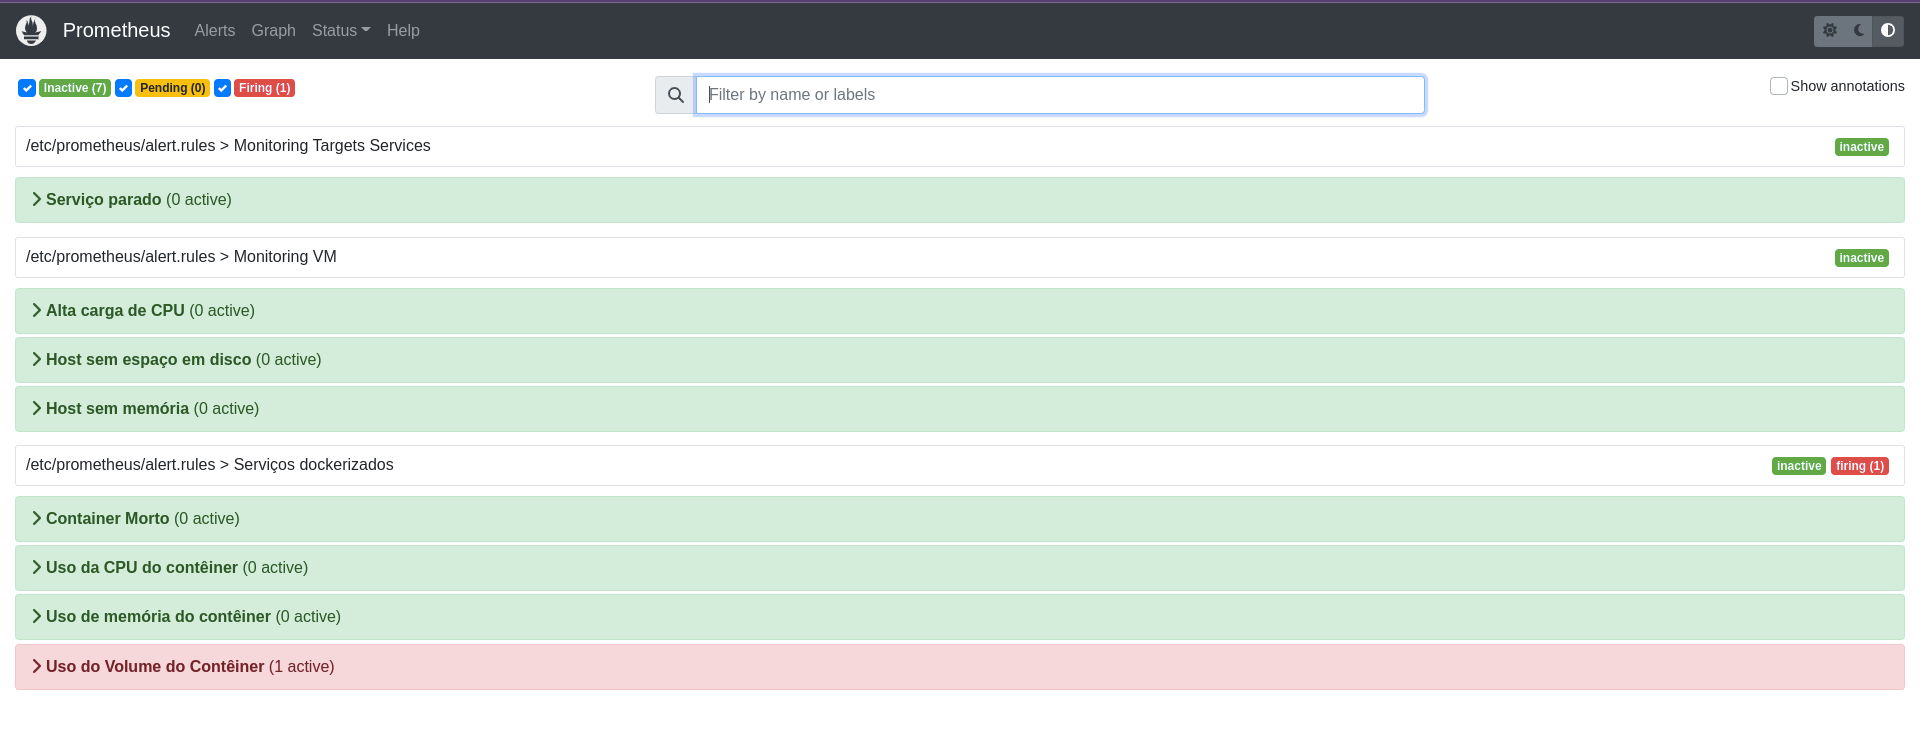 Prometheus Alerts Graph Status Help
Inactive (7) Pending (0) Firing (1) Filter by name or labels Show annotations
/etc/prometheus/alert.rules > Monitoring Targets Services inactive
Serviço parado (0 active)
/etc/prometheus/alert.rules > Monitoring VM inactive
Alta carga de CPU (0 active)
Host sem espaço em disco (0 active)
Host sem memória (0 active)
/etc/prometheus/alert.rules > Serviços dockerizados inactive firing (1)
Container Morto (0 active)
Uso da CPU do contêiner (0 active)
Uso de memória do contêiner (0 active)
Uso do Volume do Contêiner (1 active)